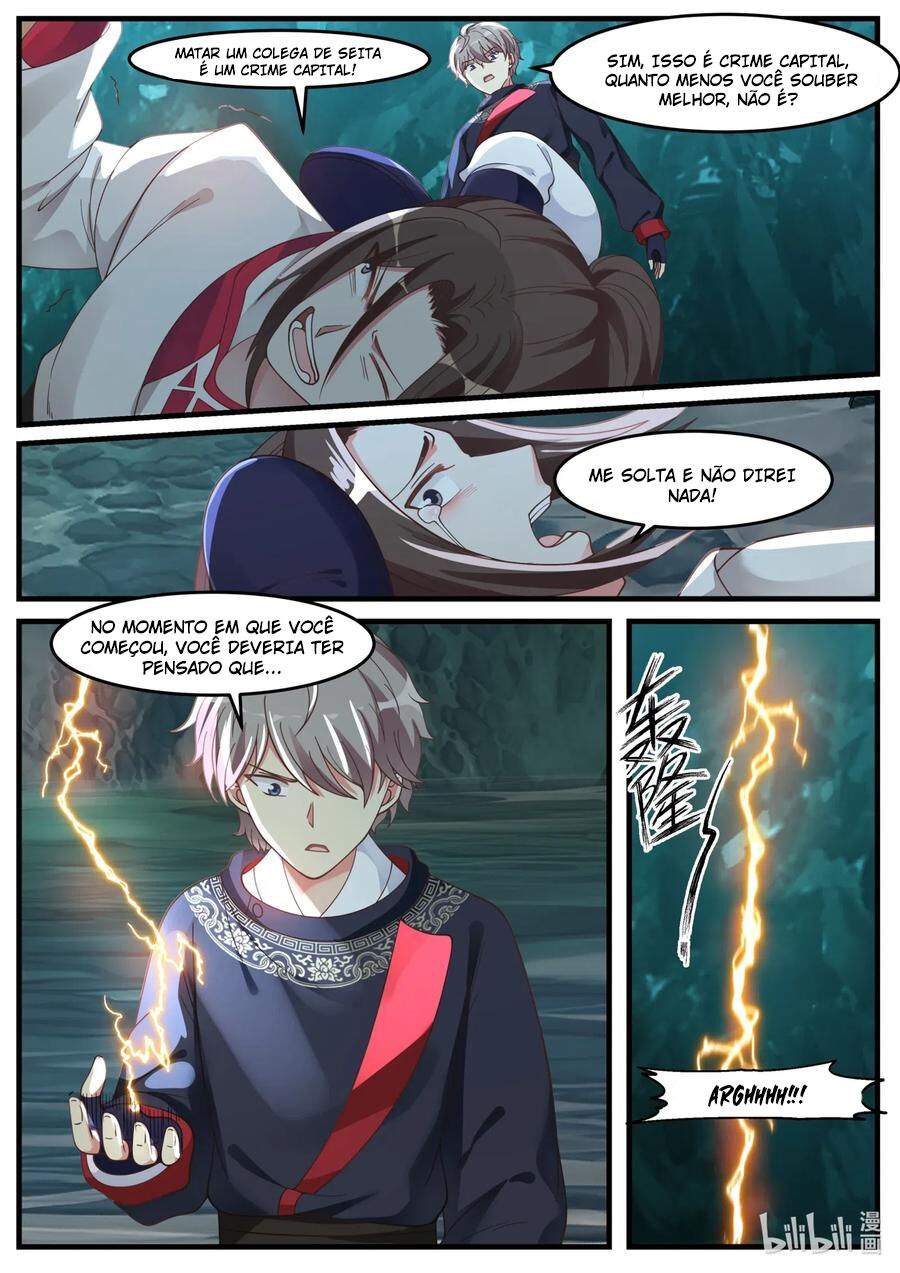 MATAR UM COLEGA DE SEITA
É UM CRIME CAPITAL!
SIM, ISSO É CRIME CAPITAL,
QUANTO MENOS VOCÊ SOUBER
MELHOR, NÃO É?
ME SOLTA E NÃO DIREI
NADA!
NO MOMENTO EM QUE VOCÊ
COMEÇOU, VOCÊ DEVERIA TER
PENSADO QUE...
轰隆
ARGHHHH!!!
bilibili 漫画